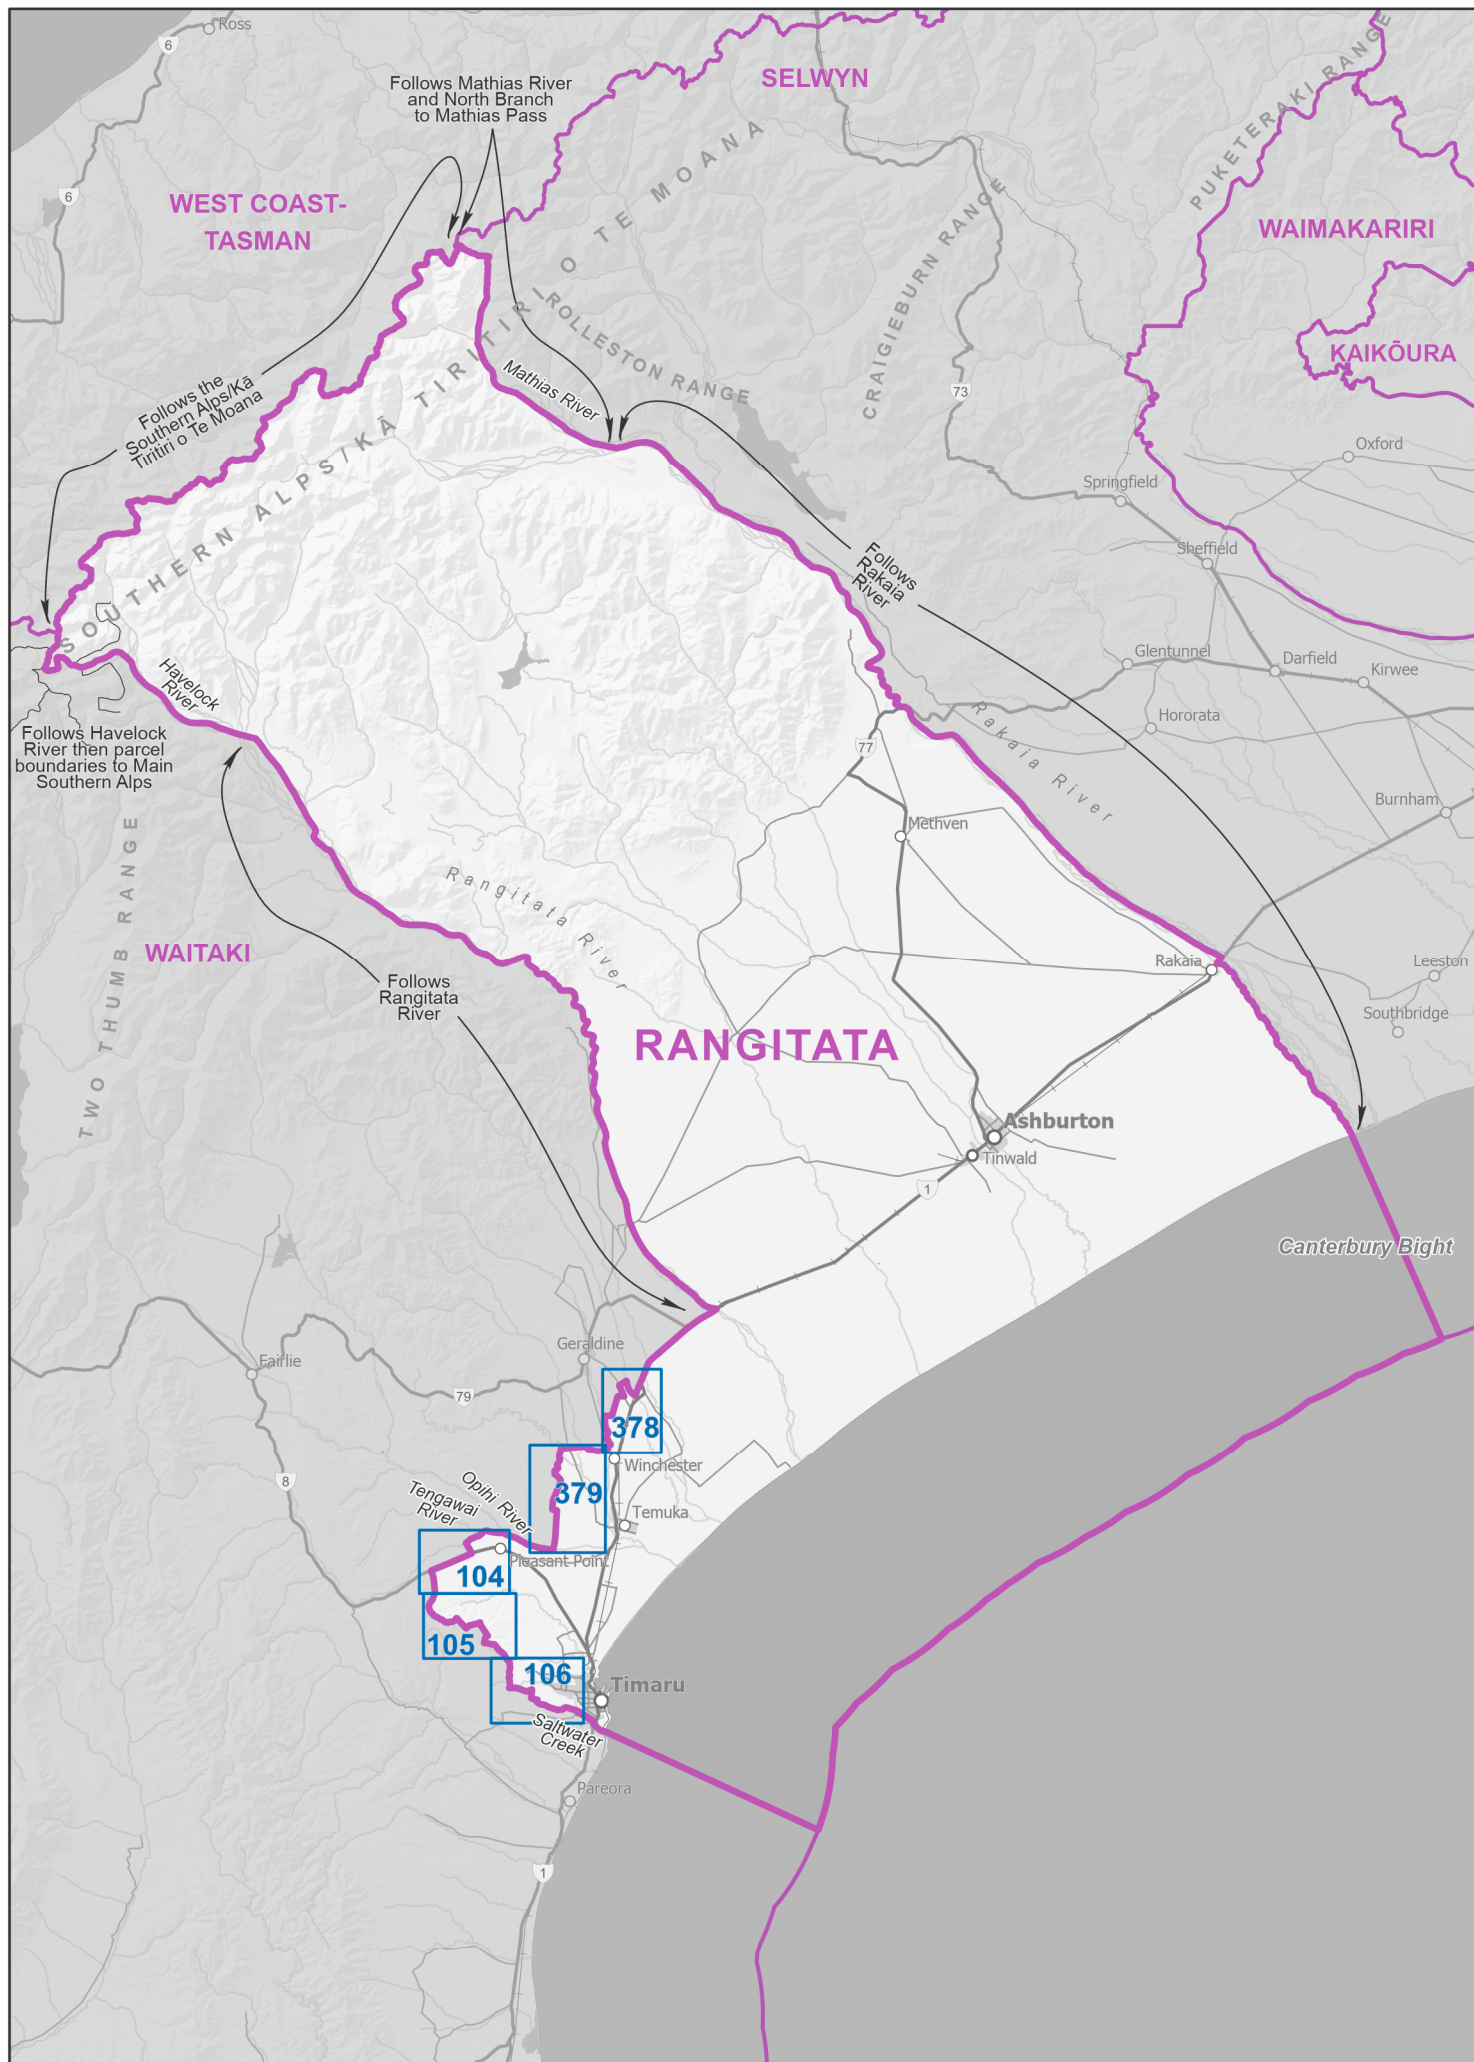 Ross
6
Follows Mathias River
and North Branch
to Mathias Pass
SELWYN
PUKETERAKI RANGE
6
WEST COAST-
TASMAN
WAIMAKARIRI
KAIKŌURA
SOUTHERN ALPS/KĀ TIRITIRI O TE MOANA
ROLLESTON RANGE
CRAIGIEBURN RANGE
73
Mathias River
Follows the
Southern Alps/Kā
Tiritiri o Te Moana
Oxford
Springfield
Sheffield
Follows
Rakaia
River
Glentunnel
Darfield
Kirwee
Hororata
Havelock
River
Rakaia River
Follows Havelock
River then parcel
boundaries to Main
Southern Alps
77
Burnham
Methven
TWO THUMB RANGE
Rangitata River
WAITAKI
Rakaia
Leeston
Follows
Rangitata
River
Southbridge
RANGITATA
Ashburton
Tinwald
1
Canterbury Bight
Geraldine
Fairlie
79
378
Winchester
8
Tengawai
River
Opihi River
379
Temuka
Pleasant Point
104
105
106
Timaru
Saltwater
Creek
Pareora
1